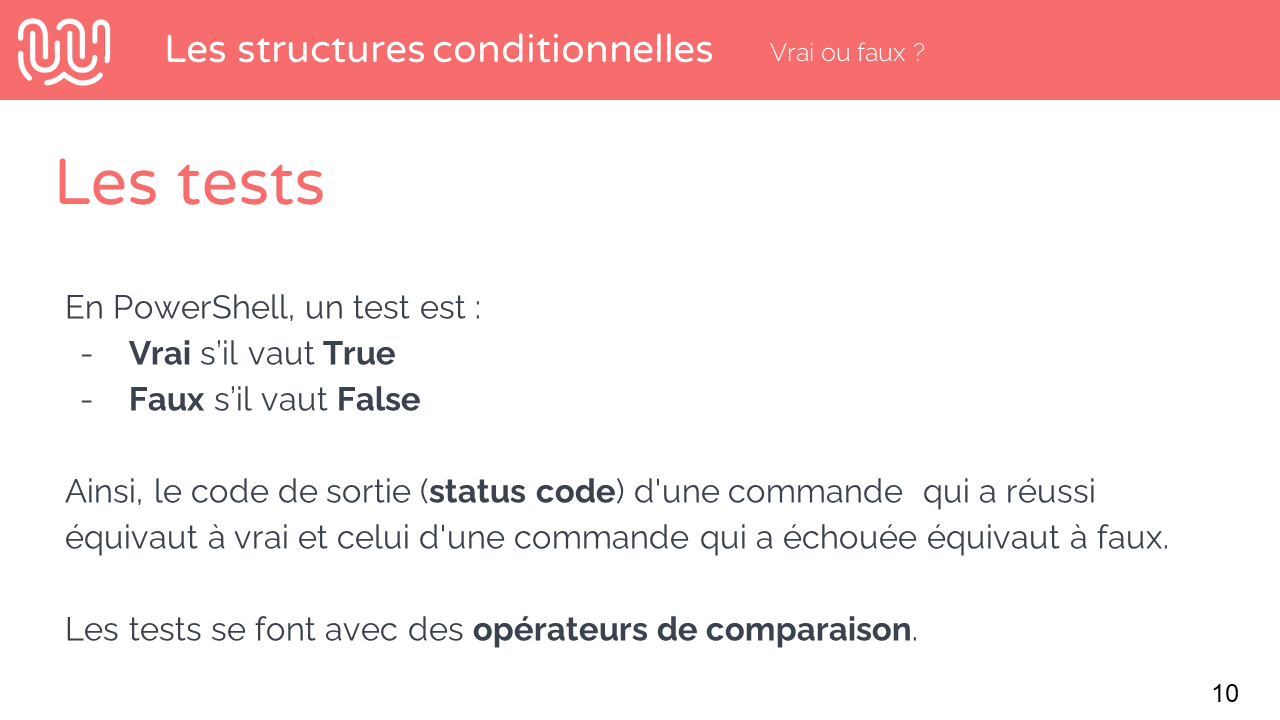 Les structures conditionnelles
Vrai ou faux ?
Les tests
En PowerShell, un test est :
- Vrai s’il vaut True
- Faux s’il vaut False
Ainsi, le code de sortie (status code) d'une commande  qui a réussi
équivaut à vrai et celui d'une commande qui a échouée équivaut à faux.
Les tests se font avec des opérateurs de comparaison.
10